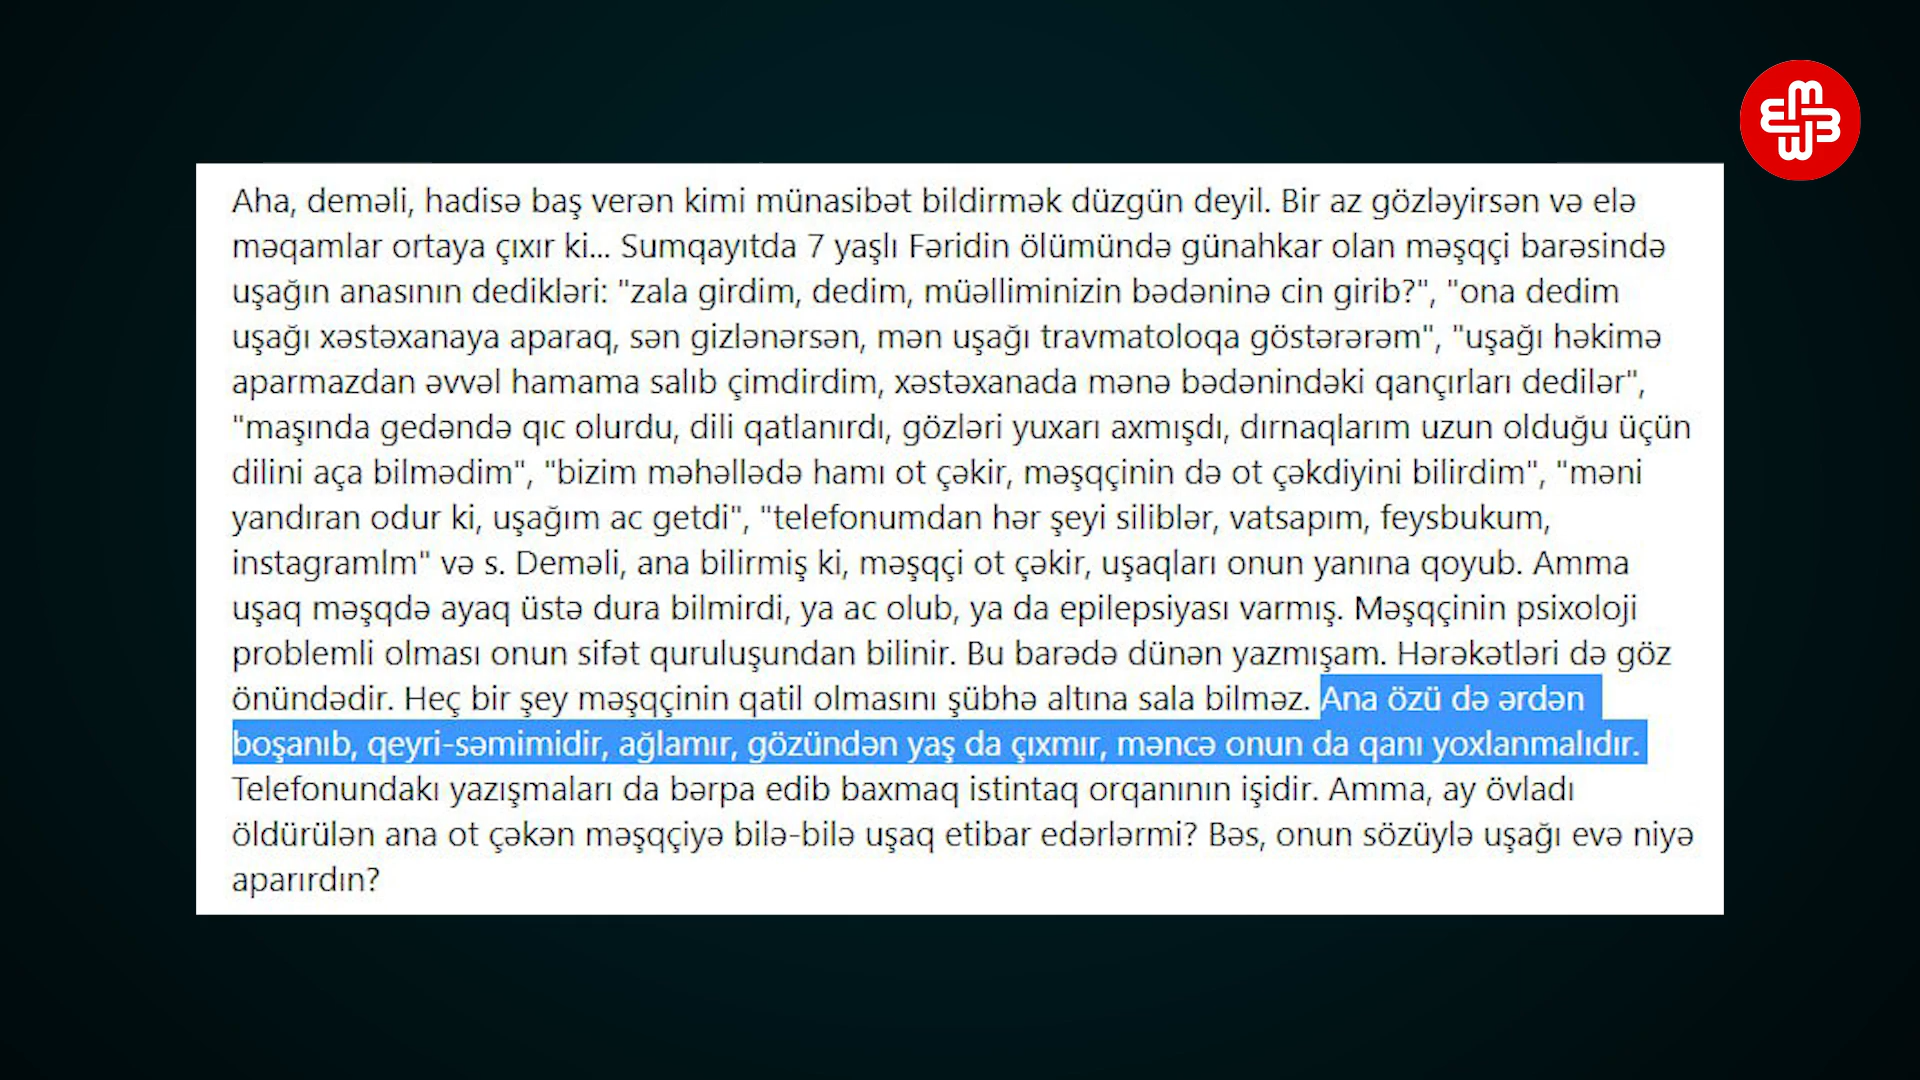 Aha, deməli, hadisə baş verən kimi münasibət bildirmək düzgün deyil. Bir az gözləyirsən və elə
məqamlar ortaya çıxır ki... Sumqayıtda 7 yaşlı Fəridin ölümündə günahkar olan məşqçi barəsində
uşağın anasının dedikləri: "zala girdim, dedim, müəlliminizin bədəninə cin girib?", "ona dedim
uşağı xəstəxanaya aparaq, sən gizlənərsən, mən uşağı travmatoloqa göstərərəm", "uşağı həkimə
aparmazdan əvvəl hamama salıb çimdirdim, xəstəxanada mənə bədənindəki qançırları dedilər",
"maşında gedəndə qıc olurdu, dili qatlanırdı, gözləri yuxarı axmışdı, dırnaqlarım uzun olduğu üçün
dilini aça bilmədim", "bizim məhəllədə hamı ot çəkir, məşqçinin də ot çəkdiyini bilirdim", "məni
yandıran odur ki, uşağım ac getdi", "telefonumdan hər şeyi siliblər, vatsapım, feysbukum,
instagramlm" və s. Deməli, ana bilirmiş ki, məşqçi ot çəkir, uşaqları onun yanına qoyub. Amma
uşaq məşqdə ayaq üstə dura bilmirdi, ya ac olub, ya da epilepsiyası varmış. Məşqçinin psixoloji
problemli olması onun sifət quruluşundan bilinir. Bu barədə dünən yazmışam. Hərəkətləri də göz
önündədir. Heç bir şey məşqçinin qatil olmasını şübhə altına sala bilməz. Ana özü də ərdən
boşanıb, qeyri-səmimidir, ağlamır, gözündən yaş da çıxmır, məncə onun da qanı yoxlanmalıdır.
Telefonundakı yazışmaları da bərpa edib baxmaq istintaq orqanının işidir. Amma, ay övladı
öldürülən ana ot çəkən məşqçiyə bilə-bilə uşaq etibar edərlərmi? Bəs, onun sözüylə uşağı evə niyə
aparırdın?